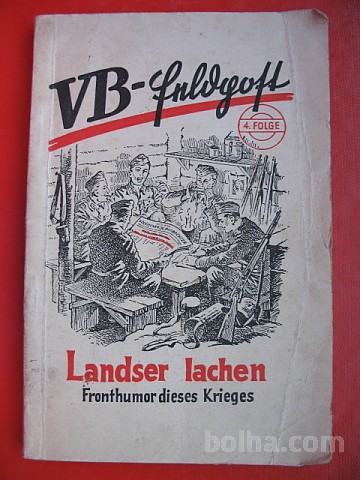 VB-Feldpost
4. FOLGE
Landser lachen
Fronthumor dieses Krieges
bolha.com